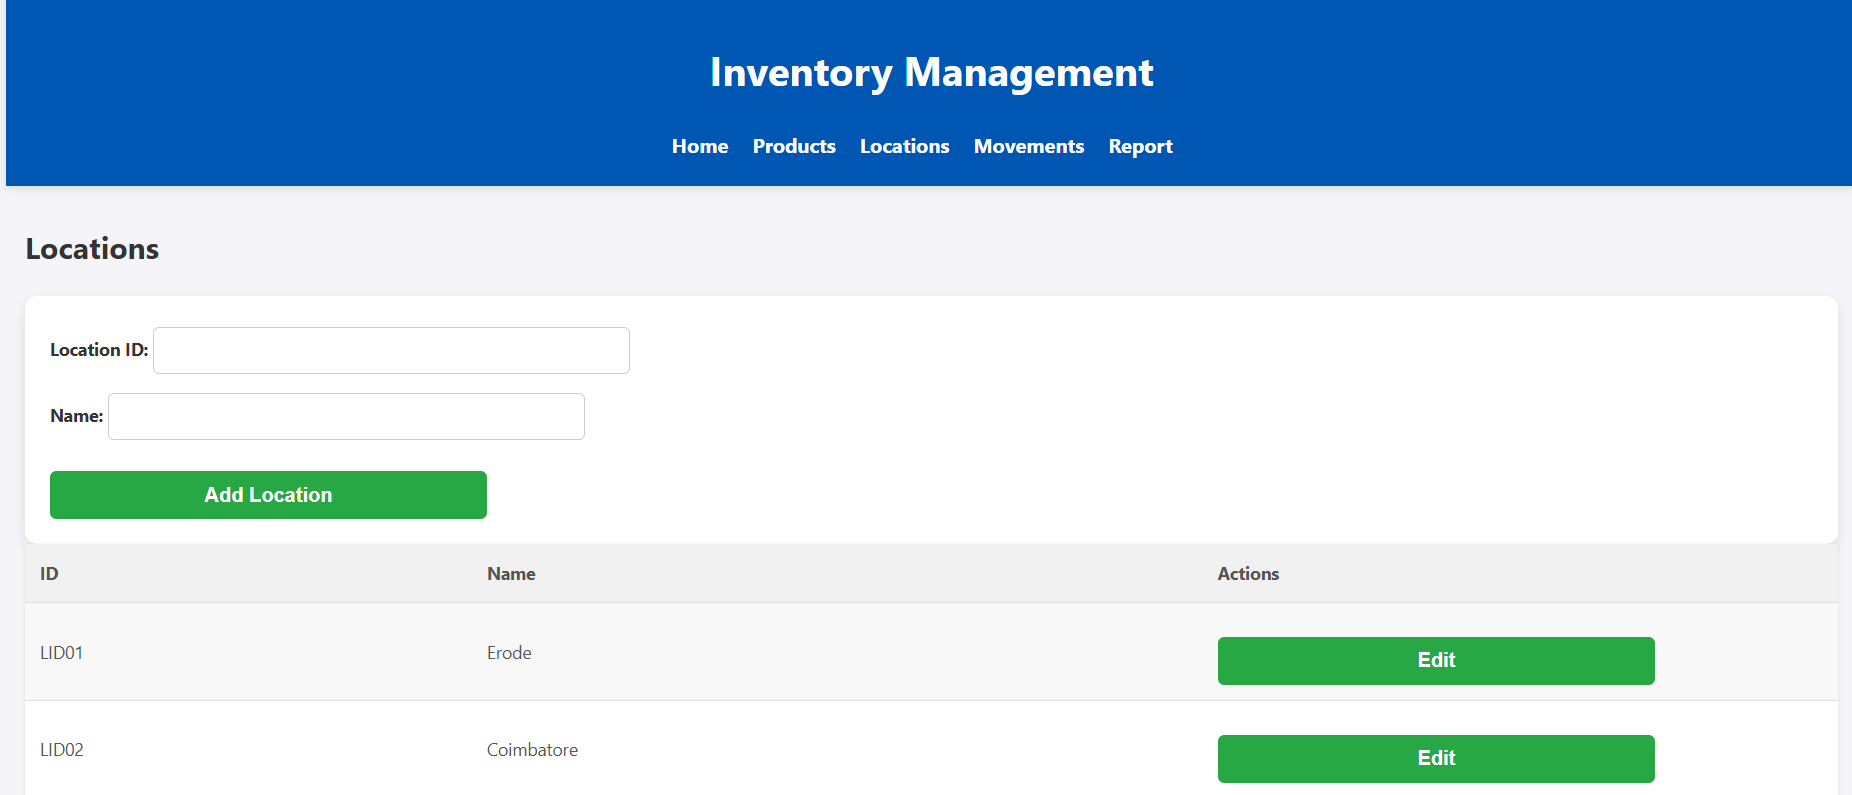 Inventory Management
Home Products Locations Movements Report
Locations
Location ID:
Name:
Add Location
ID Name Actions
LID01 Erode Edit
LID02 Coimbatore Edit